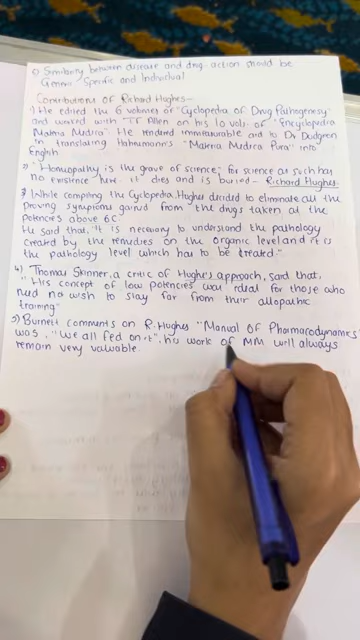 c) Similarity between disease and drug action should be
Generic Specific and Individual
Contributions of Richard Hughes-
1) He edited the 6 volumes of "Cyclopedia of Drug Pathogenesy"
and worked with TF Allen on his 10 vols of "Encyclopedia
Materia Medica". He rendered immeasurable aid to Dr Dudgeon
in translating Hahnemann's "Materia Medica Pura" into
English
2) "Homeopathy is the grave of science; for science as such has
no existence here. it dies and is buried - Richard Hughes.
3) While compiling the Cyclopedia, Hughes decided to eliminate all the
proving symptoms gained from the drugs taken at the
potencies above 6C
He said that, "it is necessary to understand the pathology
created by the remedies on the organic level and it is
the pathology level which has to be treated."
4) Thomas Skinner, a critic of Hughes approach, said that,
"His concept of low potencies was ideal for those who
had no wish to stay far from their allopathic
training"
5) Burnett comments on R. Hughes "Manual of Pharmacodynamics"
was, "We all fed on it". his work of MM will always
remain very valuable.